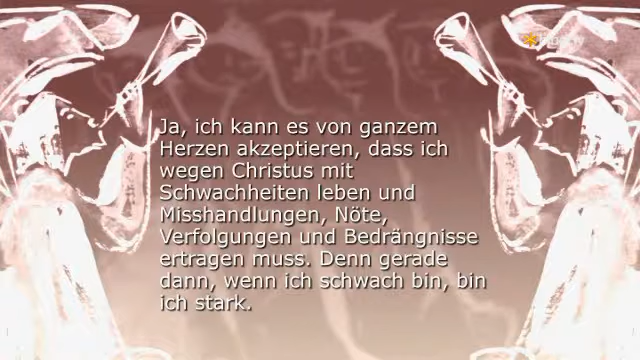 Ja, ich kann es von ganzem
Herzen akzeptieren, dass ich
wegen Christus mit
Schwachheiten leben und
Misshandlungen, Nöte,
Verfolgungen und Bedrängnisse
ertragen muss. Denn gerade
dann, wenn ich schwach bin, bin
ich stark.